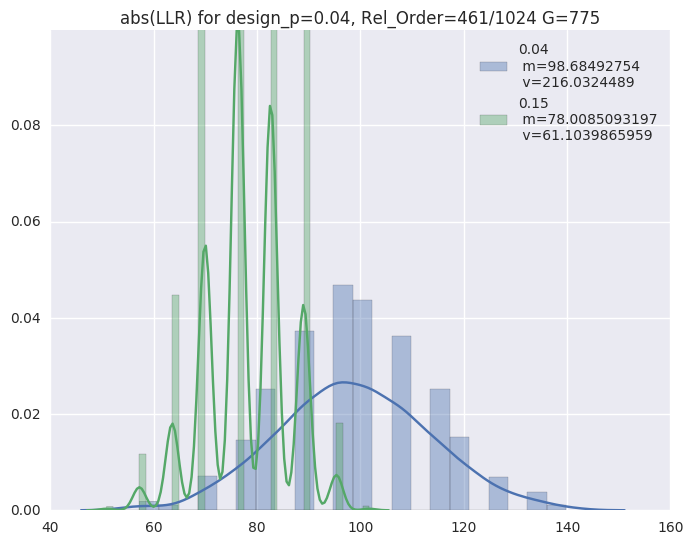 abs(LLR) for design_p=0.04, Rel_Order=461/1024 G=775
0.04
m=98.68492754
v=216.0324489
0.15
m=78.0085093197
v=61.1039865959
0.08
0.06
0.04
0.02
0.00
40 60 80 100 120 140 160